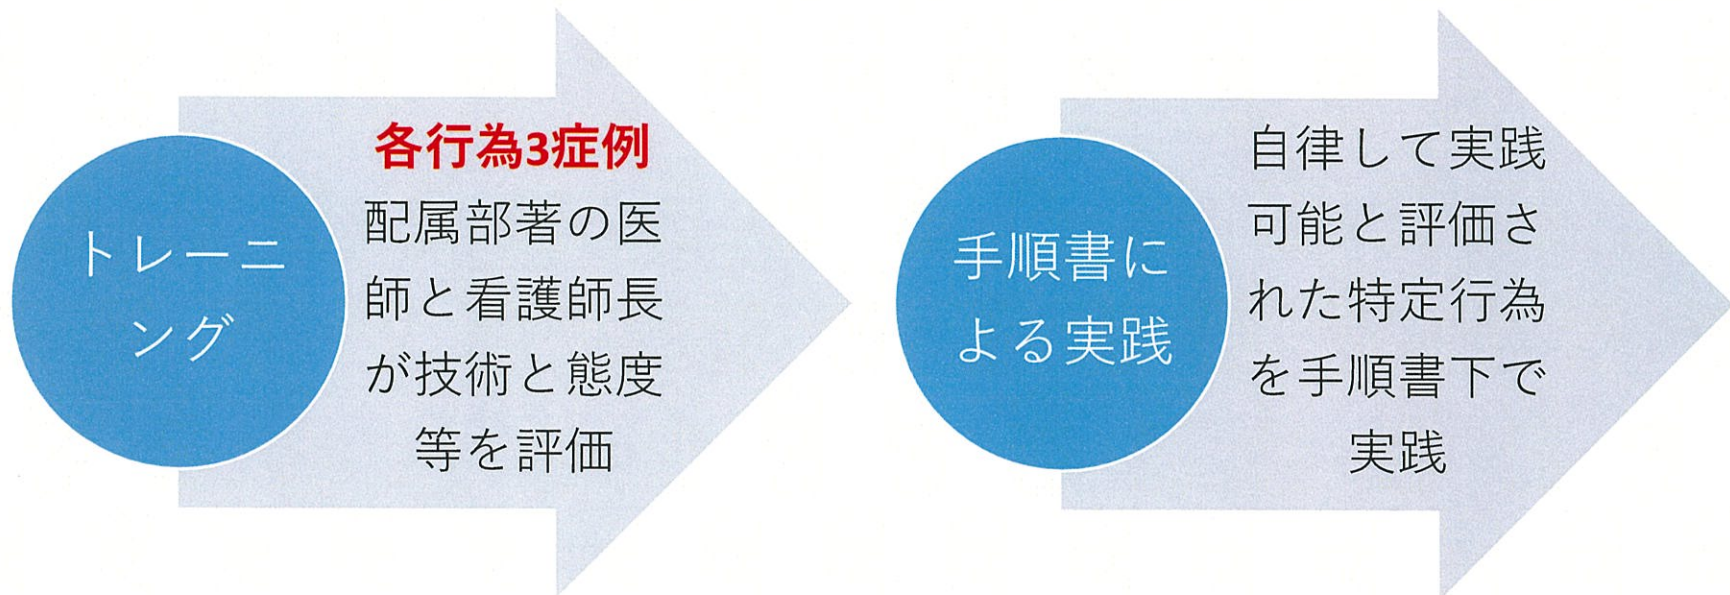 トレーニ
ング
各行為3症例
配属部著の医
師と看護師長
が技術と態度
等を評価
手順書に
よる実践
自律して実践
可能と評価さ
れた特定行為
を手順書下で
実践